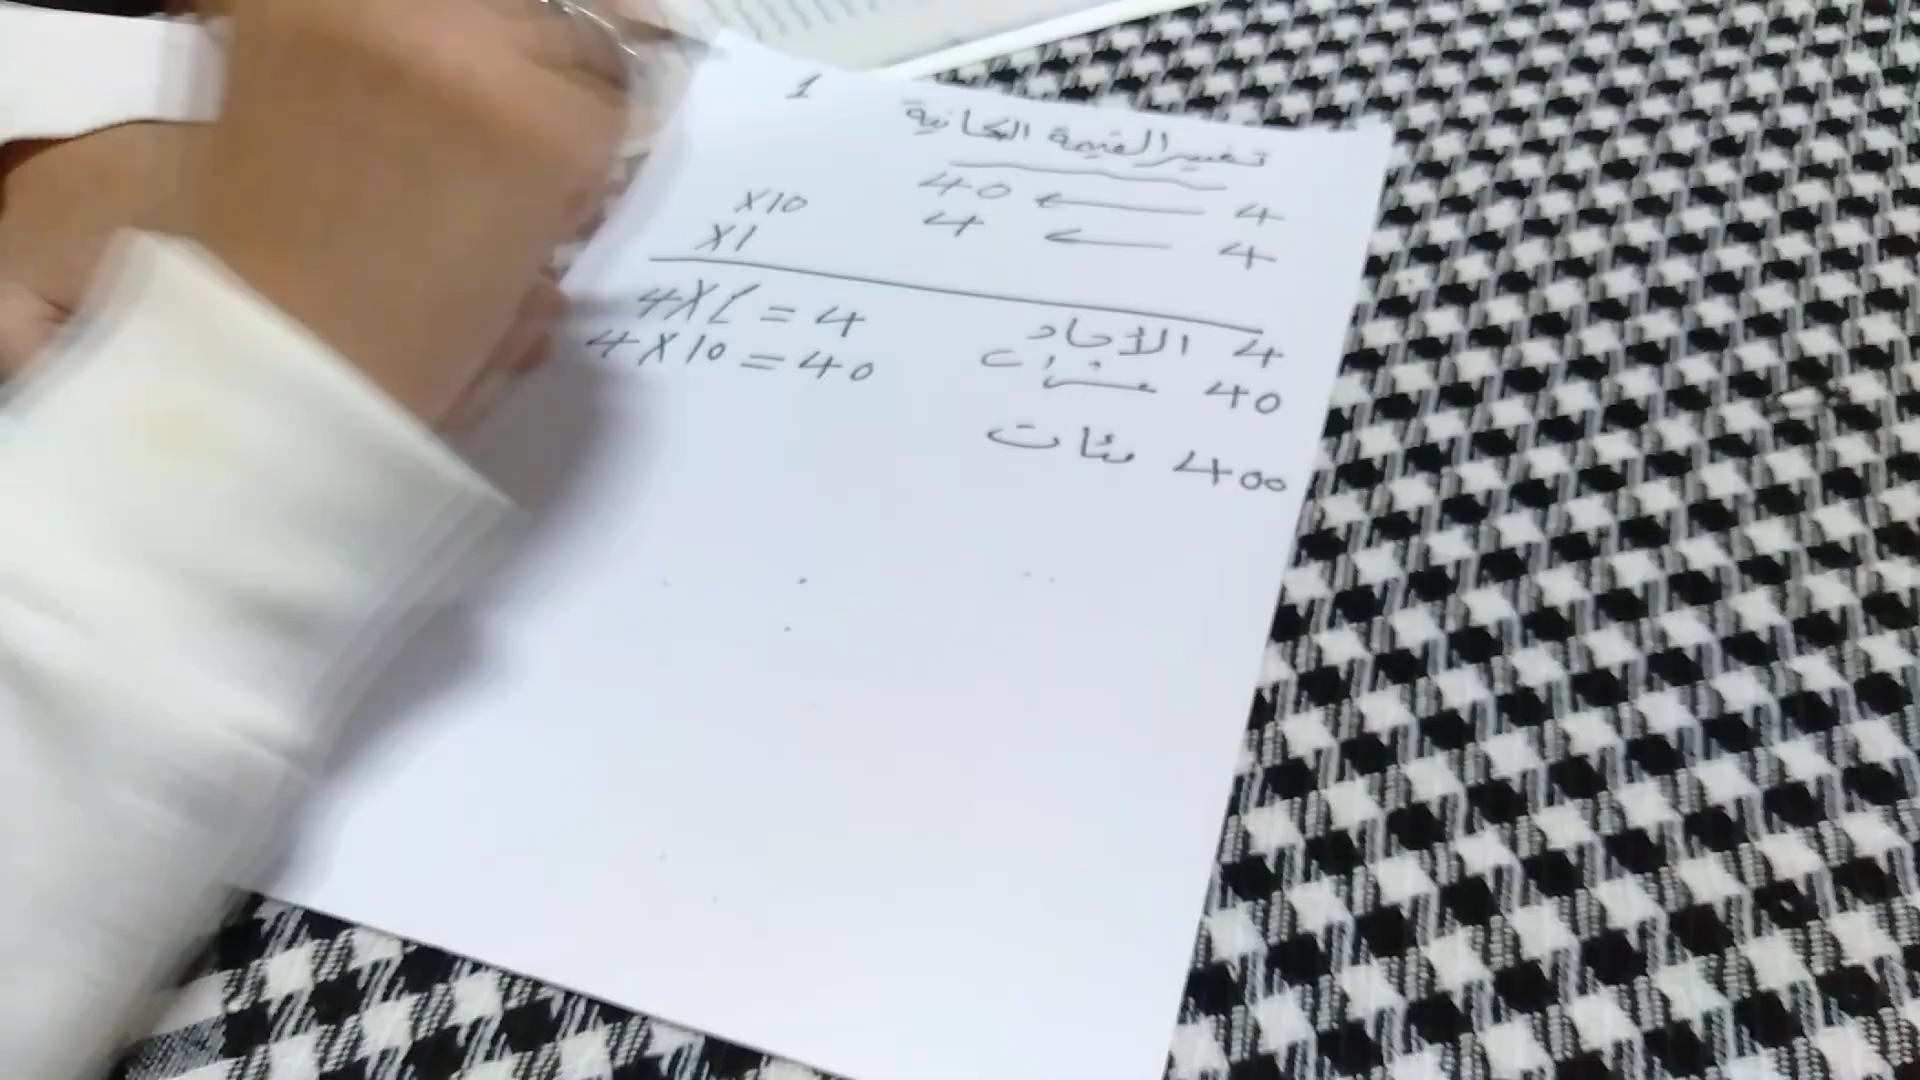 1
تغيير القيمة المكانية
4 ← 40 X10
4 ← 4 X1
4 الآحاد 4X1 = 4
40 عشرات 4X10 = 40
400 مئات